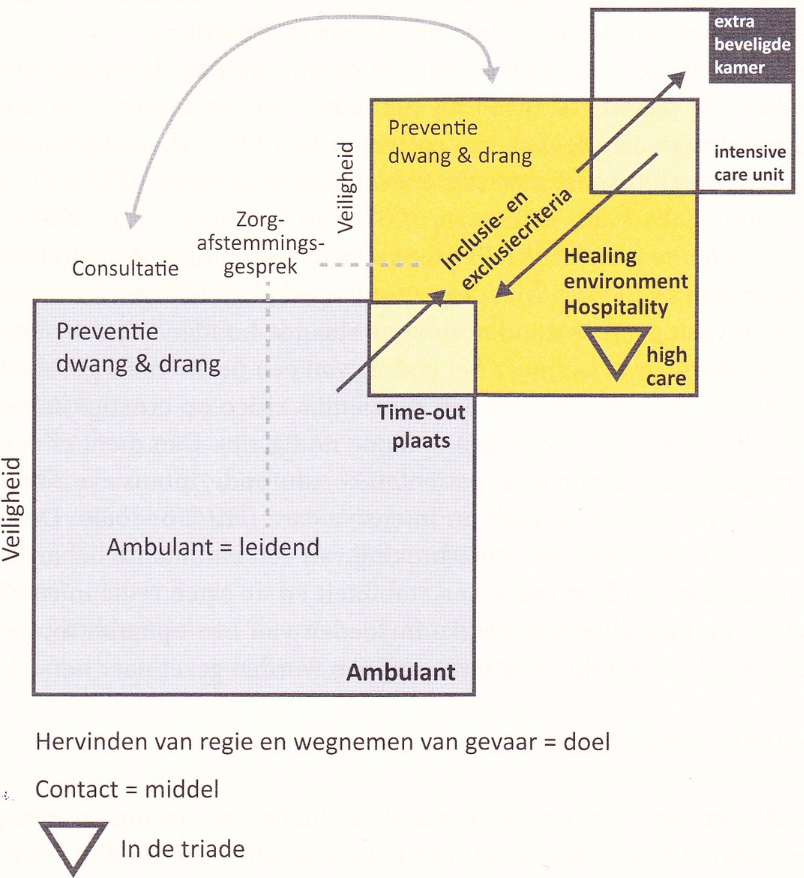 extra
beveligde
kamer
intensive
care unit
Preventie
dwang & drang
Veiligheid
Inclusie- en
exclusiecriteria
Healing
environment
Hospitality
high
care
Zorg-
afstemmings-
gesprek
Consultatie
Preventie
dwang & drang
Time-out
plaats
Veiligheid
Ambulant = leidend
Ambulant
Hervinden van regie en wegnemen van gevaar = doel
Contact = middel
In de triade